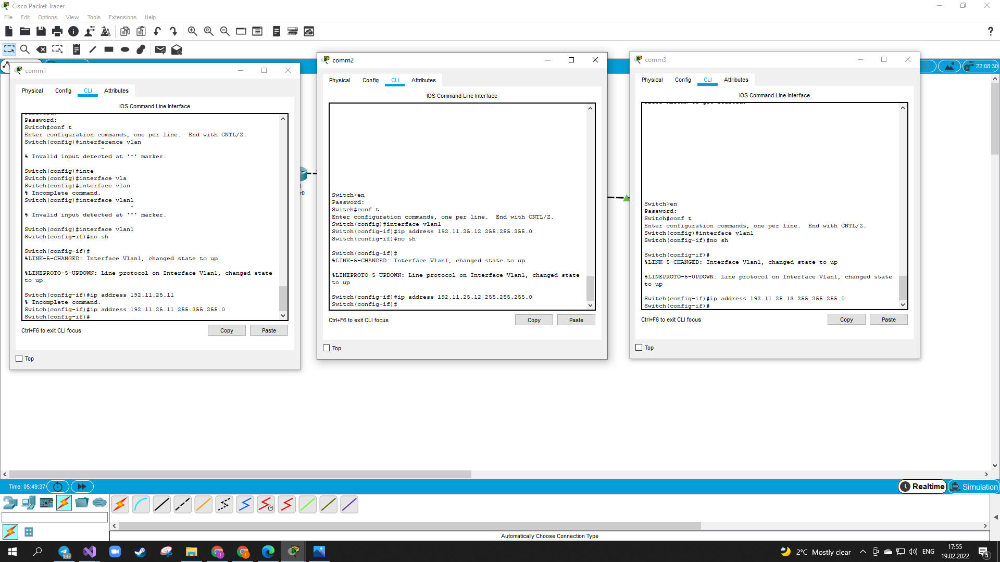 Cisco Packet Tracer
File Edit Options View Tools Extensions Help
?
22:08:30
comm1
Physical Config CLI Attributes
IOS Command Line Interface
Password:
Switch#conf t
Enter configuration commands, one per line.  End with CNTL/Z.
Switch(config)#interference vlan
^
% Invalid input detected at '^' marker.
Switch(config)#inte
Switch(config)#interface vla
Switch(config)#interface vlan
% Incomplete command.
Switch(config)#interface vlanl
^
% Invalid input detected at '^' marker.
Switch(config)#interface vlan1
Switch(config-if)#no sh
Switch(config-if)#
%LINK-5-CHANGED: Interface Vlan1, changed state to up
%LINEPROTO-5-UPDOWN: Line protocol on Interface Vlan1, changed state
to up
Switch(config-if)#ip address 192.11.25.11
% Incomplete command.
Switch(config-if)#ip address 192.11.25.11 255.255.255.0
Switch(config-if)#
Ctrl+F6 to exit CLI focus
Copy Paste
Top
r0
comm2
Physical Config CLI Attributes
IOS Command Line Interface
Switch>en
Password:
Switch#conf t
Enter configuration commands, one per line.  End with CNTL/Z.
Switch(config)#interface vlan1
Switch(config-if)#ip address 192.11.25.12 255.255.255.0
Switch(config-if)#no sh
Switch(config-if)#
%LINK-5-CHANGED: Interface Vlan1, changed state to up
%LINEPROTO-5-UPDOWN: Line protocol on Interface Vlan1, changed state
to up
Switch(config-if)#ip address 192.11.25.12 255.255.255.0
Switch(config-if)#
Ctrl+F6 to exit CLI focus
Copy Paste
Top
comm3
Physical Config CLI Attributes
IOS Command Line Interface
Switch>en
Password:
Switch#conf t
Enter configuration commands, one per line.  End with CNTL/Z.
Switch(config)#interface vlan1
Switch(config-if)#no sh
Switch(config-if)#
%LINK-5-CHANGED: Interface Vlan1, changed state to up
%LINEPROTO-5-UPDOWN: Line protocol on Interface Vlan1, changed state
to up
Switch(config-if)#ip address 192.11.25.13 255.255.255.0
Switch(config-if)#
Ctrl+F6 to exit CLI focus
Copy Paste
Top
Time: 05:49:37
Realtime Simulation
Automatically Choose Connection Type
147
2°C Mostly clear
ENG
17:55
19.02.2022
5